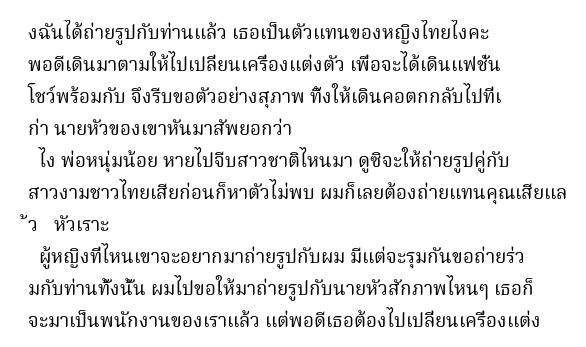 งฉันได้ถ่ายรูปกับท่านแล้ว เธอเป็นตัวแทนของหญิงไทยไงคะ
พอดีเดินมาตามให้ไปเปลี่ยนเครื่องแต่งตัว เพื่อจะได้เดินแฟชั่น
โชว์พร้อมกับ จึงรีบขอตัวอย่างสุภาพ ทิ้งให้เดินคอตกกลับไปที่เ
ก่า นายหัวของเขาหันมาสัพยอกว่า
ไง พ่อหนุ่มน้อย หายไปจีบสาวชาติไหนมา ดูซิจะให้ถ่ายรูปคู่กับ
สาวงามชาวไทยเสียก่อนก็หาตัวไม่พบ ผมก็เลยต้องถ่ายแทนคุณเสียแล
้ว หัวเราะ
ผู้หญิงที่ไหนเขาจะอยากมาถ่ายรูปกับผม มีแต่จะรุมกันขอถ่ายร่ว
มกับท่านทั้งนั้น ผมไปขอให้มาถ่ายรูปกับนายหัวสักภาพไหนๆ เธอก็
จะมาเป็นพนักงานของเราแล้ว แต่พอดีเธอต้องไปเปลี่ยนเครื่องแต่ง